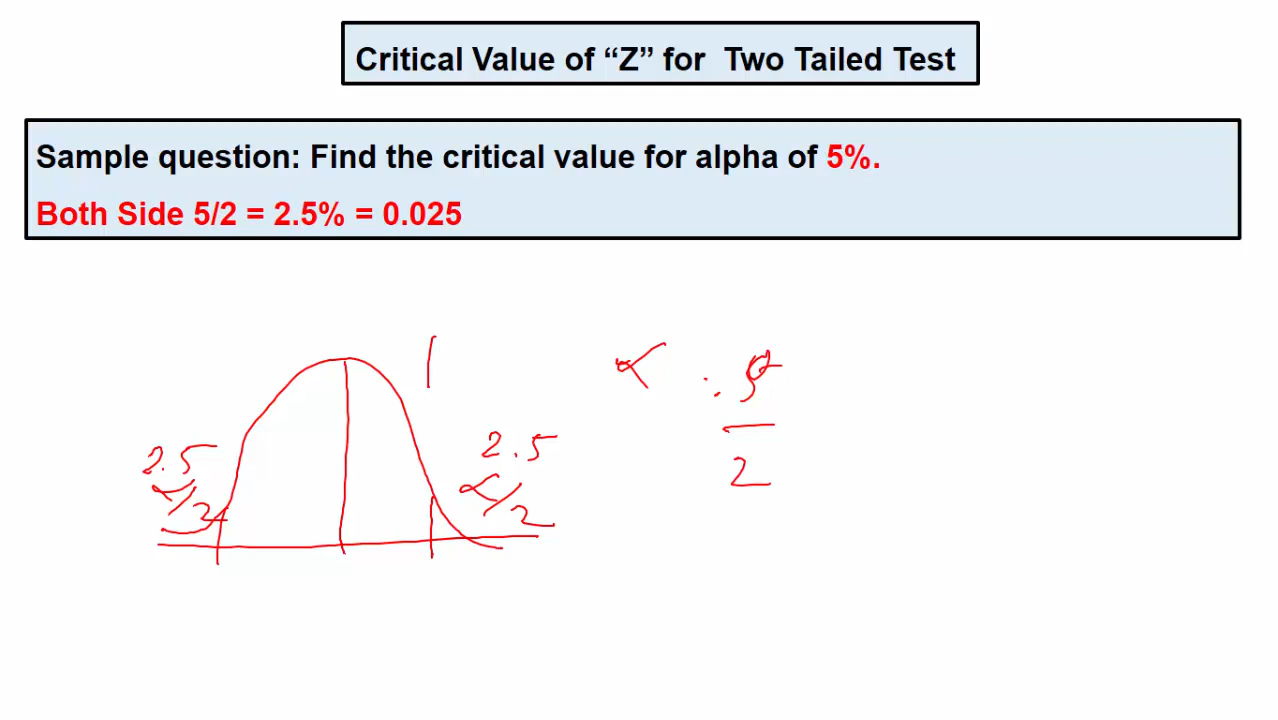 Critical Value of “Z” for Two Tailed Test
Sample question: Find the critical value for alpha of 5%.
Both Side 5/2 = 2.5% = 0.025
2.5
α/2
2.5
α/2
α
2